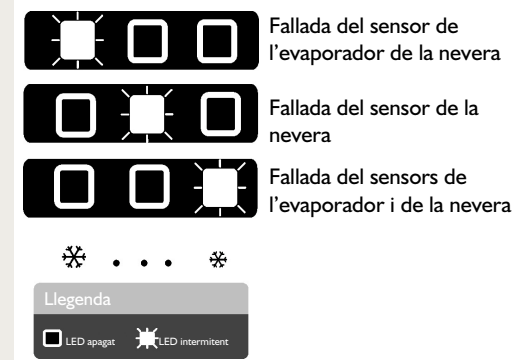 Fallada del sensor de
l’evaporador de la nevera
Fallada del sensor de la
nevera
Fallada del sensors de
l’evaporador i de la nevera
Llegenda
LED apagat LED intermitent